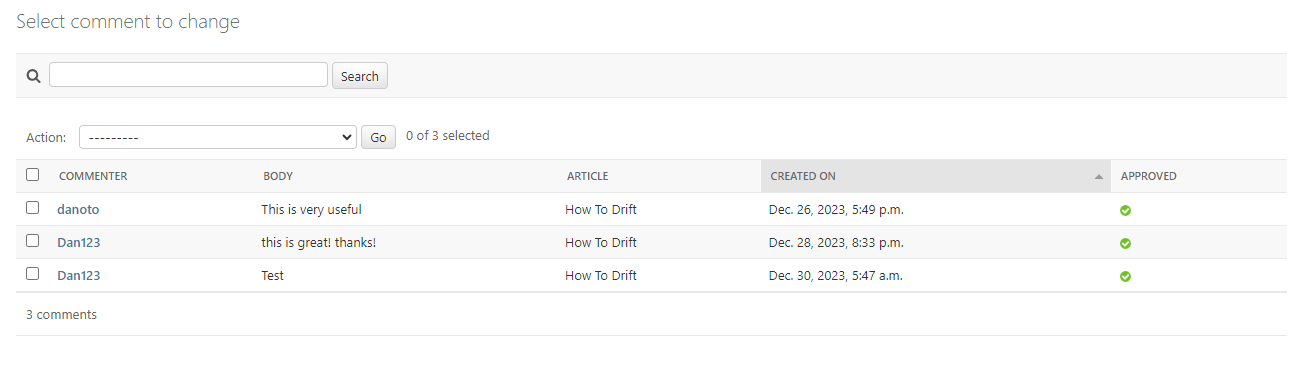 Select comment to change
Search
Action: --------- Go 0 of 3 selected
COMMENTER BODY ARTICLE CREATED ON APPROVED
danoto This is very useful How To Drift Dec. 26, 2023, 5:49 p.m.
Dan123 this is great! thanks! How To Drift Dec. 28, 2023, 8:33 p.m.
Dan123 Test How To Drift Dec. 30, 2023, 5:47 a.m.
3 comments